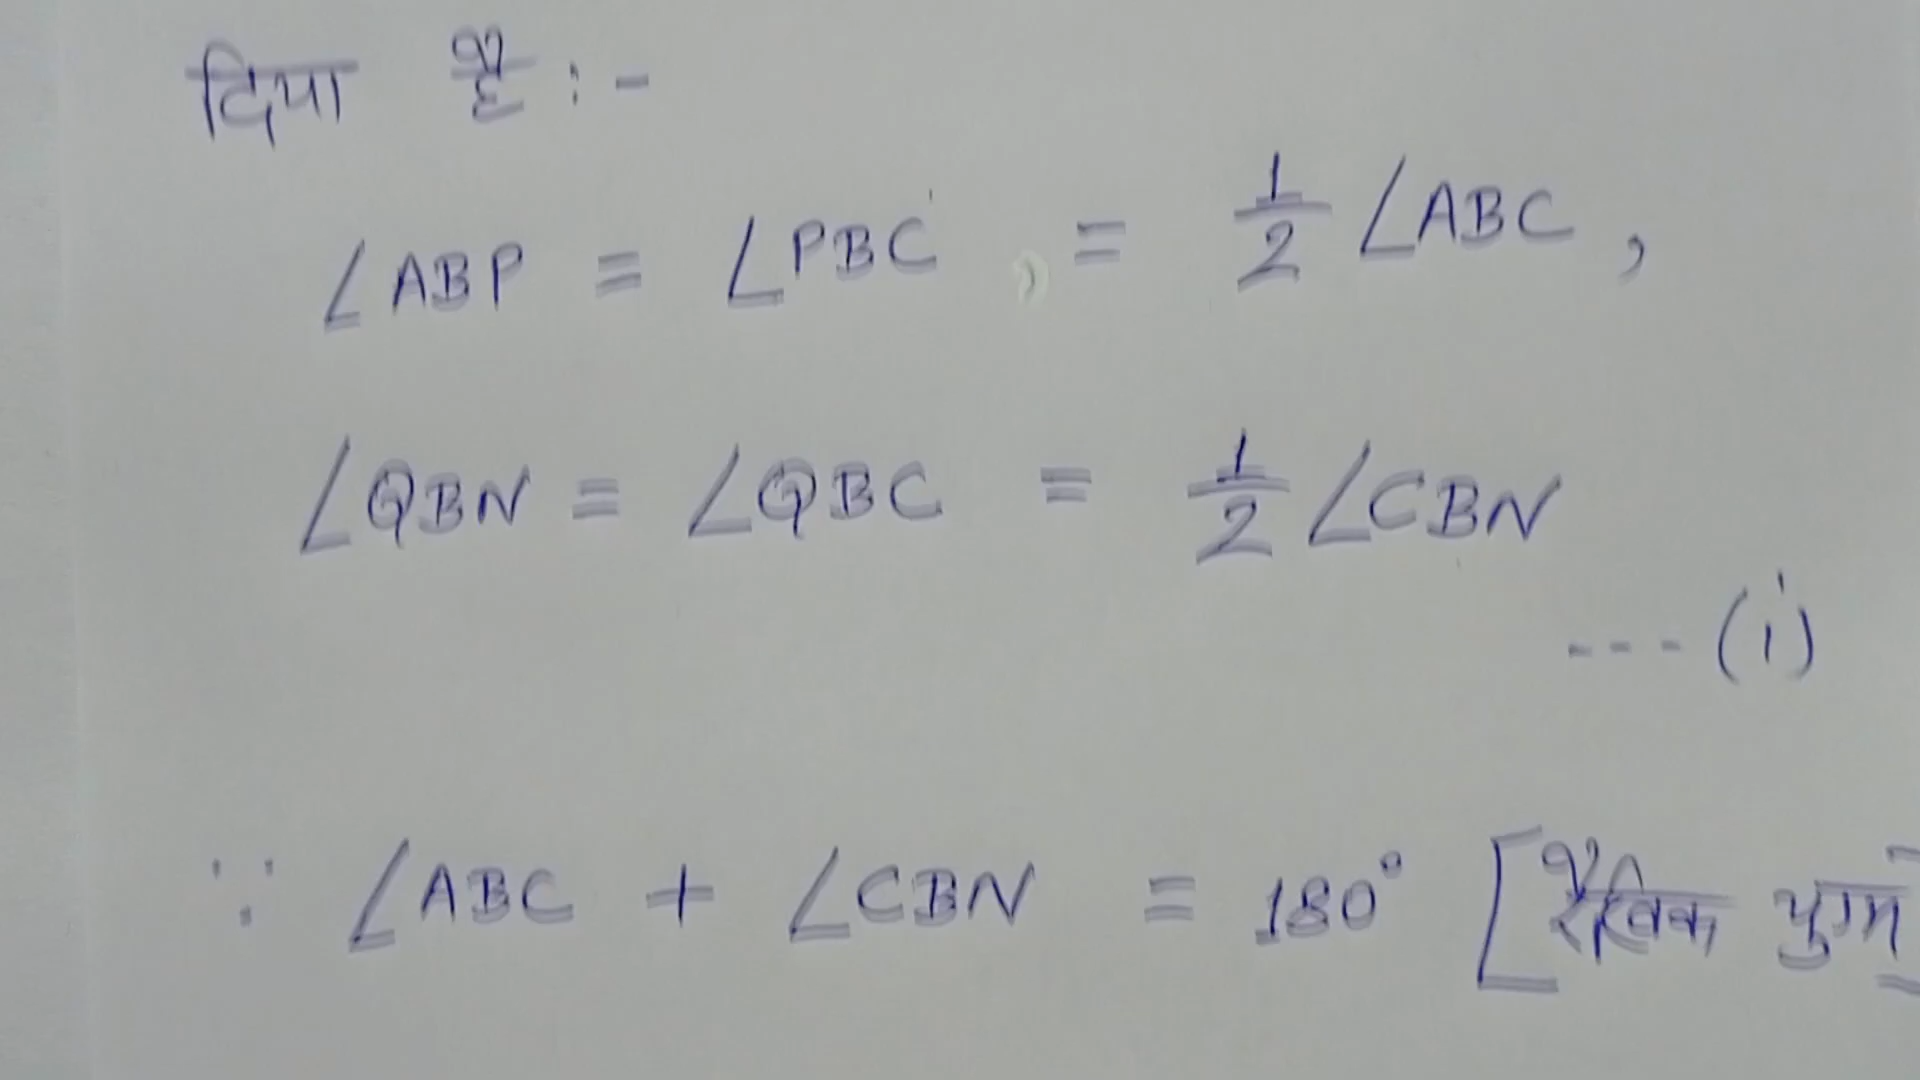 दिया है :-
∠ABP = ∠PBC = 1/2 ∠ABC,
∠QBN = ∠QBC = 1/2 ∠CBN
---(i)
∵ ∠ABC + ∠CBN = 180° [रैखिक युग्म]